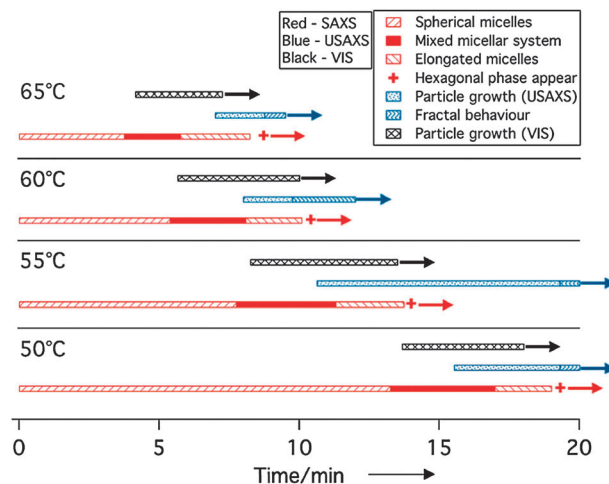 Red - SAXS
Blue - USAXS
Black - VIS
Spherical micelles
Mixed micellar system
Elongated micelles
Hexagonal phase appear
Particle growth (USAXS)
Fractal behaviour
Particle growth (VIS)
65°C
60°C
55°C
50°C
0 5 10 15 20
Time/min